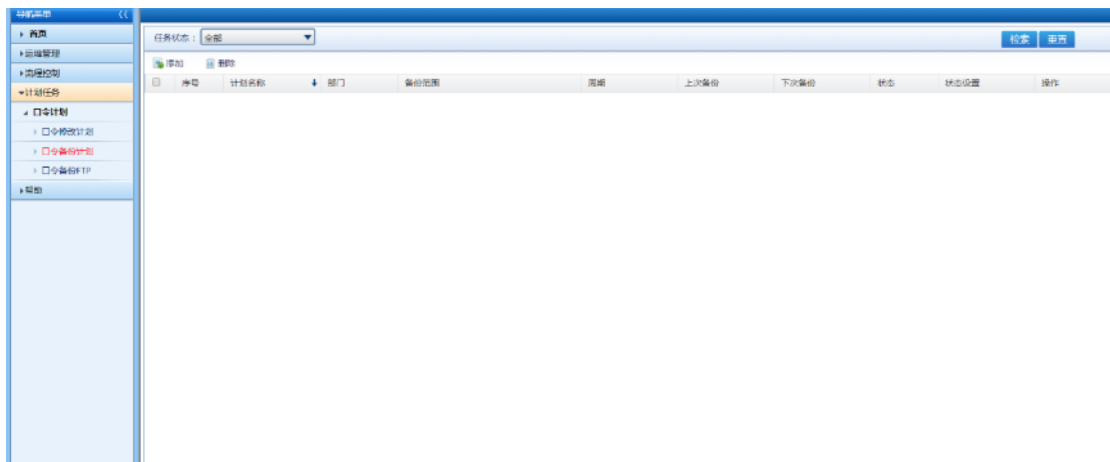 导航菜单
首页
运维管理
流程控制
计划任务
口令计划
口令修改计划
口令备份计划
口令备份FTP
帮助
任务状态： 全部 检索 重置
添加 删除
序号 计划名称 部门 备份范围 周期 上次备份 下次备份 状态 状态设置 操作